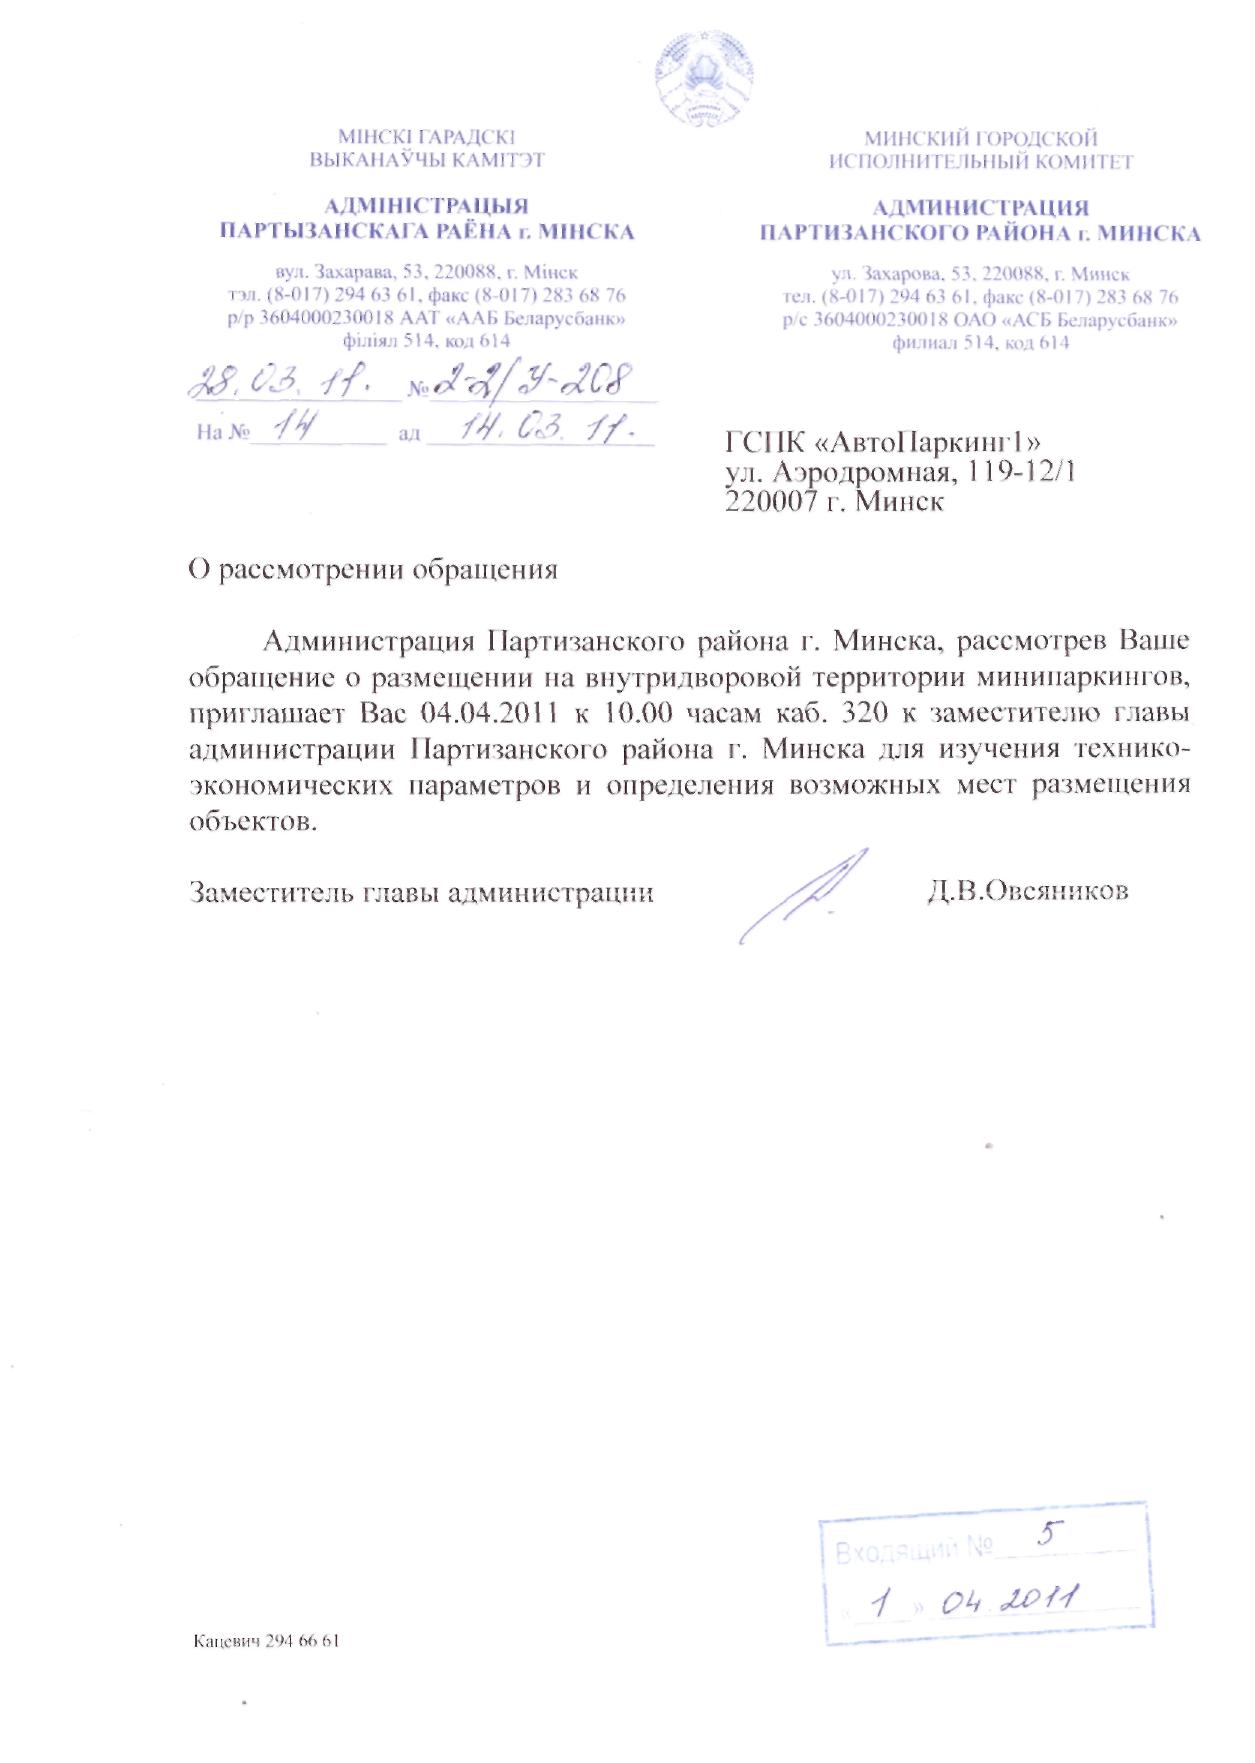 МІНСКІ ГАРАДСКІ
ВЫКАНАЎЧЫ КАМІТЭТ
АДМІНІСТРАЦЫЯ
ПАРТЫЗАНСКАГА РАЁНА г. МІНСКА
вул. Захарава, 53, 220088, г. Мінск
тэл. (8-017) 294 63 61, факс (8-017) 283 68 76
р/р 3604000230018 ААТ «ААБ Беларусбанк»
філіял 514, код 614
МИНСКИЙ ГОРОДСКОЙ
ИСПОЛНИТЕЛЬНЫЙ КОМИТЕТ
АДМИНИСТРАЦИЯ
ПАРТИЗАНСКОГО РАЙОНА г. МИНСКА
ул. Захарова, 53, 220088, г. Минск
тел. (8-017) 294 63 61, факс (8-017) 283 68 76
р/с 3604000230018 ОАО «АСБ Беларусбанк»
филиал 514, код 614
28.03.11. № 2-2/У-208
На № 14 ад 14.03.11.
ГСПК «АвтоПаркинг1»
ул. Аэродромная, 119-12/1
220007 г. Минск
О рассмотрении обращения
Администрация Партизанского района г. Минска, рассмотрев Ваше
обращение о размещении на внутридворовой территории минипаркингов,
приглашает Вас 04.04.2011 к 10.00 часам каб. 320 к заместителю главы
администрации Партизанского района г. Минска для изучения технико-
экономических параметров и определения возможных мест размещения
объектов.
Заместитель главы администрации Д.В.Овсяников
Входящий № 5
« 1 » 04 2011
Кацевич 294 66 61